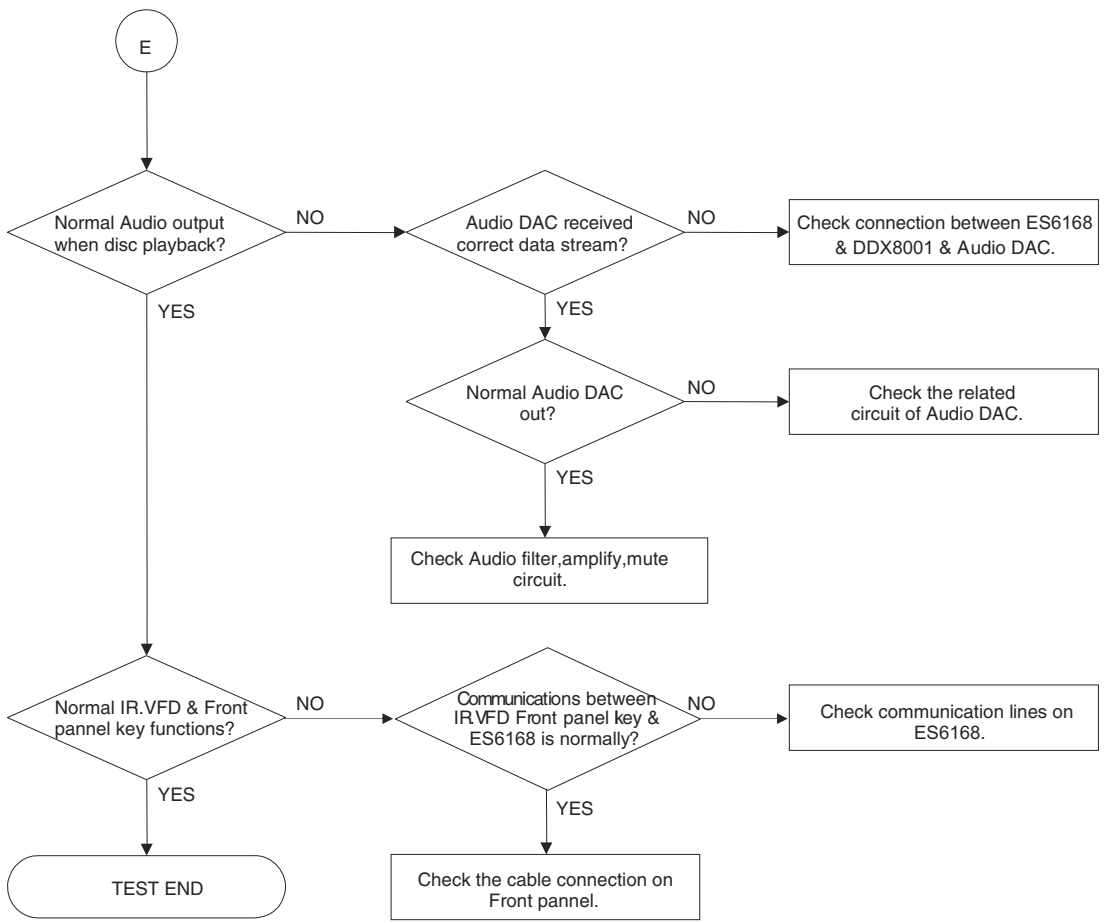 E
Normal Audio output
when disc playback?
NO
Audio DAC received
correct data stream?
NO
Check connection between ES6168
& DDX8001 & Audio DAC.
YES
YES
Normal Audio DAC
out?
NO
Check the related
circuit of Audio DAC.
YES
Check Audio filter,amplify,mute
circuit.
Normal IR.VFD & Front
pannel key functions?
NO
Communications between
IR.VFD Front panel key &
ES6168 is normally?
NO
Check communication lines on
ES6168.
YES
YES
TEST END
Check the cable connection on
Front pannel.